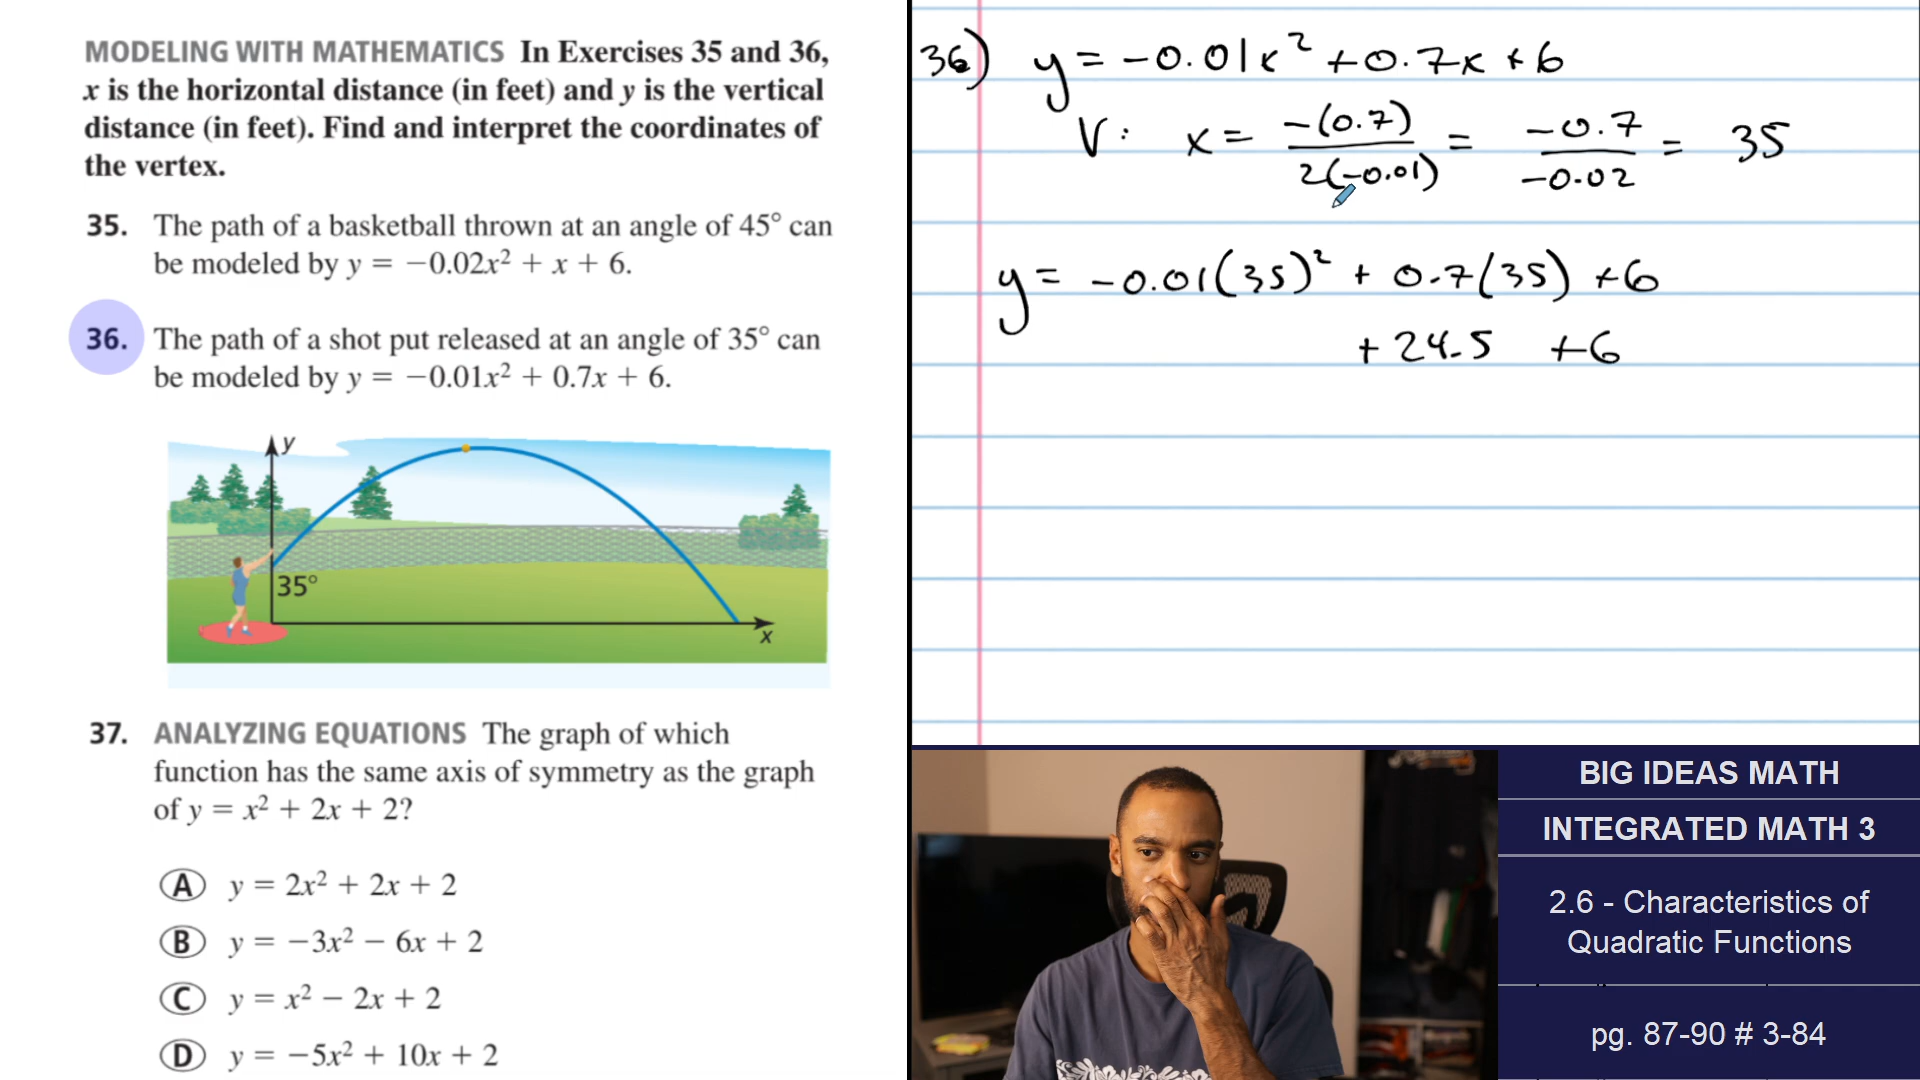 MODELING WITH MATHEMATICS In Exercises 35 and 36,
x is the horizontal distance (in feet) and y is the vertical
distance (in feet). Find and interpret the coordinates of
the vertex.
35. The path of a basketball thrown at an angle of 45° can
be modeled by y = −0.02x² + x + 6.
36. The path of a shot put released at an angle of 35° can
be modeled by y = −0.01x² + 0.7x + 6.
y
35°
x
37. ANALYZING EQUATIONS The graph of which
function has the same axis of symmetry as the graph
of y = x² + 2x + 2?
A y = 2x² + 2x + 2
B y = −3x² − 6x + 2
C y = x² − 2x + 2
D y = −5x² + 10x + 2
36) y = -0.01x² +0.7x +6
V: x = -(0.7) / 2(-0.01) = -0.7 / -0.02 = 35
y = -0.01(35)² + 0.7(35) +6
+ 24.5 +6
BIG IDEAS MATH
INTEGRATED MATH 3
2.6 - Characteristics of
Quadratic Functions
pg. 87-90 # 3-84